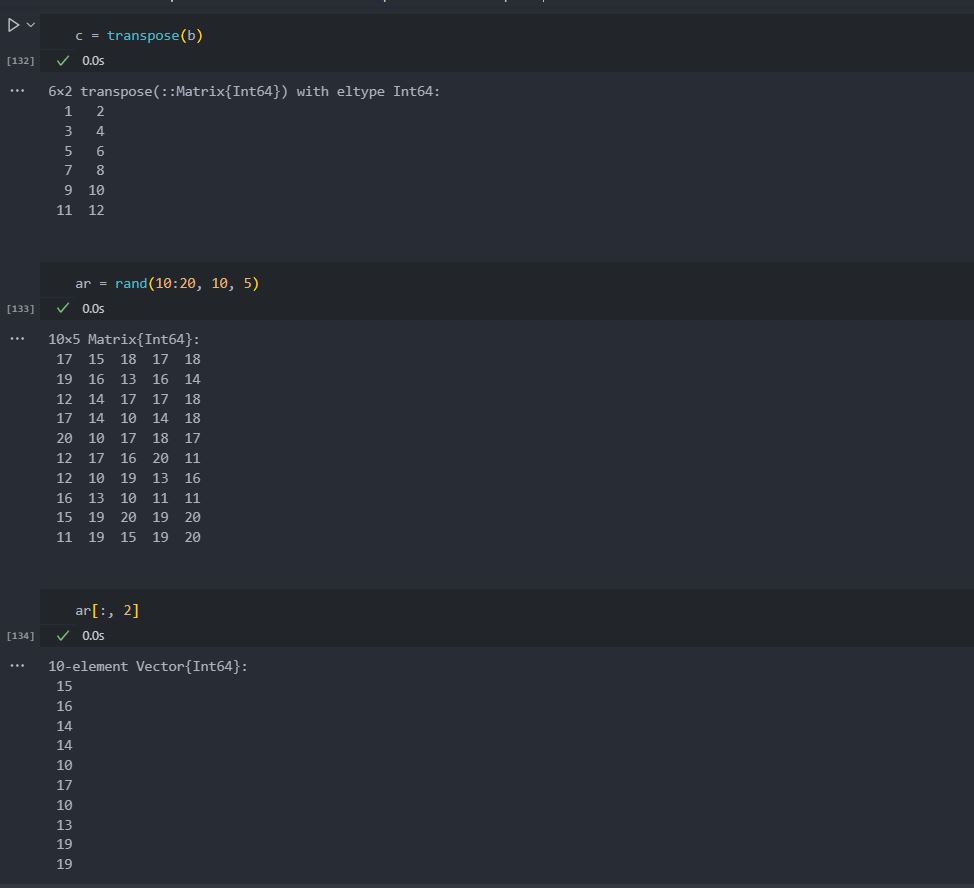 c = transpose(b)
[132] 0.0s
... 6×2 transpose(::Matrix{Int64}) with eltype Int64:
1 2
3 4
5 6
7 8
9 10
11 12
ar = rand(10:20, 10, 5)
[133] 0.0s
... 10×5 Matrix{Int64}:
17 15 18 17 18
19 16 13 16 14
12 14 17 17 18
17 14 10 14 18
20 10 17 18 17
12 17 16 20 11
12 10 19 13 16
16 13 10 11 11
15 19 20 19 20
11 19 15 19 20
ar[:, 2]
[134] 0.0s
... 10-element Vector{Int64}:
15
16
14
14
10
17
10
13
19
19